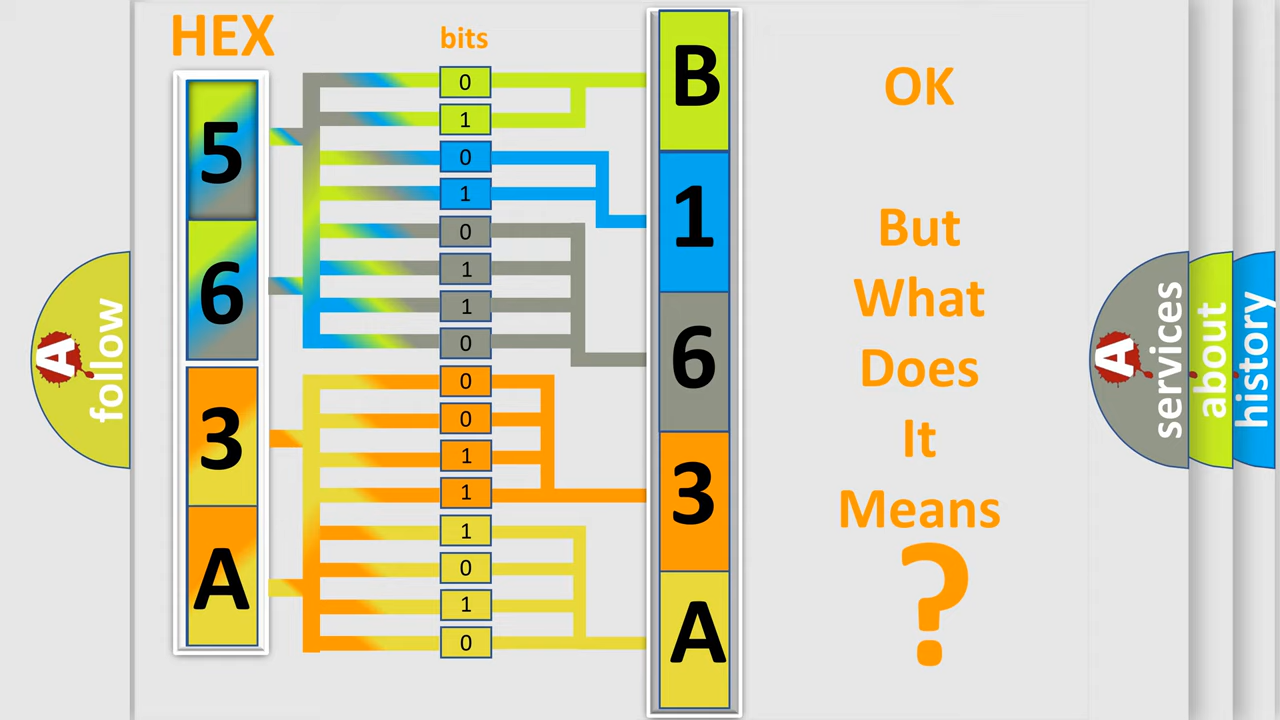 HEX
bits
5
6
3
A
0
1
0
1
0
1
1
0
0
0
1
1
1
0
1
0
B
1
6
3
A
OK
But
What
Does
It
Means
?
A
follow
A
services
about
history